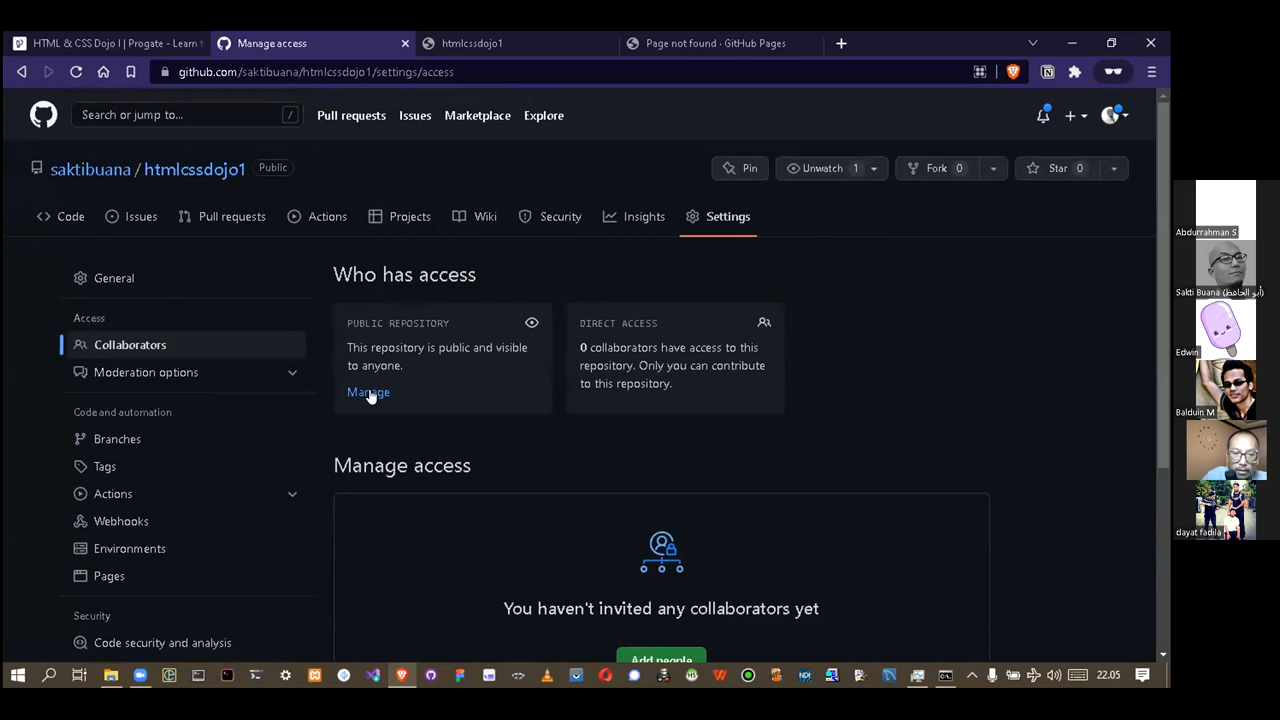 HTML & CSS Dojo I | Progate - Learn t
Manage access
htmlcssdojo1
Page not found · GitHub Pages
github.com/saktibuana/htmlcssdojo1/settings/access
Search or jump to...
/
Pull requests
Issues
Marketplace
Explore
saktibuana / htmlcssdojo1
Public
Pin
Unwatch 1
Fork 0
Star 0
Code
Issues
Pull requests
Actions
Projects
Wiki
Security
Insights
Settings
General
Access
Collaborators
Moderation options
Code and automation
Branches
Tags
Actions
Webhooks
Environments
Pages
Security
Code security and analysis
Who has access
PUBLIC REPOSITORY
This repository is public and visible
to anyone.
Manage
DIRECT ACCESS
0 collaborators have access to this
repository. Only you can contribute
to this repository.
Manage access
You haven't invited any collaborators yet
Add people
Abdurrahman S
Sakti Buana (أبو الحافظ)
Edwin
Balduin M
dayat fadila
22.05